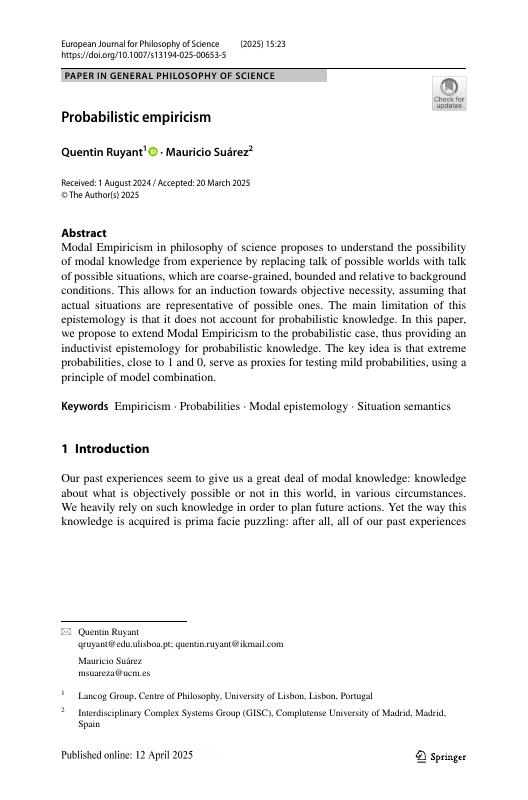 European Journal for Philosophy of Science (2025) 15:23
https://doi.org/10.1007/s13194-025-00653-5
PAPER IN GENERAL PHILOSOPHY OF SCIENCE
Check for
updates
Probabilistic empiricism
Quentin Ruyant1 · Mauricio Suárez2
Received: 1 August 2024 / Accepted: 20 March 2025
© The Author(s) 2025
Abstract
Modal Empiricism in philosophy of science proposes to understand the possibility
of modal knowledge from experience by replacing talk of possible worlds with talk
of possible situations, which are coarse-grained, bounded and relative to background
conditions. This allows for an induction towards objective necessity, assuming that
actual situations are representative of possible ones. The main limitation of this
epistemology is that it does not account for probabilistic knowledge. In this paper,
we propose to extend Modal Empiricism to the probabilistic case, thus providing an
inductivist epistemology for probabilistic knowledge. The key idea is that extreme
probabilities, close to 1 and 0, serve as proxies for testing mild probabilities, using a
principle of model combination.
Keywords Empiricism · Probabilities · Modal epistemology · Situation semantics
1 Introduction
Our past experiences seem to give us a great deal of modal knowledge: knowledge
about what is objectively possible or not in this world, in various circumstances.
We heavily rely on such knowledge in order to plan future actions. Yet the way this
knowledge is acquired is prima facie puzzling: after all, all of our past experiences
Quentin Ruyant
qruyant@edu.ulisboa.pt; quentin.ruyant@ikmail.com
Mauricio Suárez
msuareza@ucm.es
1 Lancog Group, Centre of Philosophy, University of Lisbon, Lisbon, Portugal
2 Interdisciplinary Complex Systems Group (GISC), Complutense University of Madrid, Madrid,
Spain
Published online: 12 April 2025
Springer